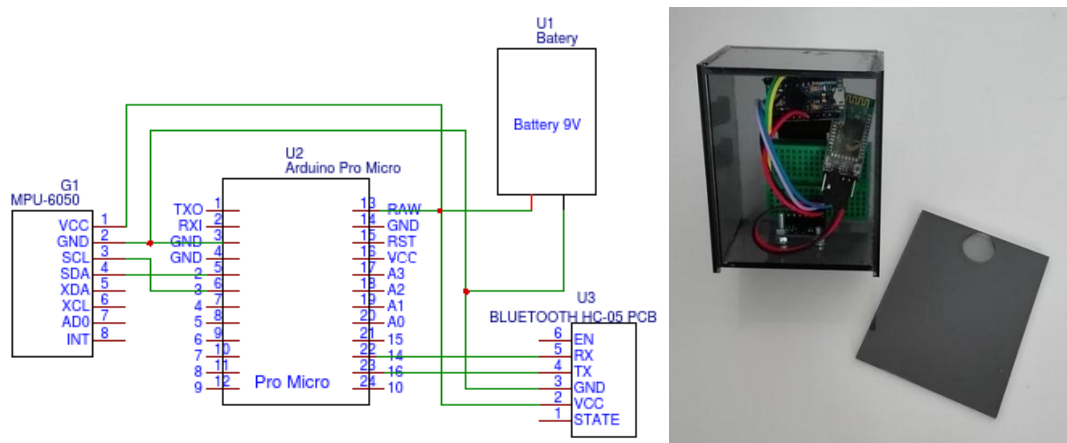 U1
Batery
Battery 9V
U2
Arduino Pro Micro
G1
MPU-6050
VCC 1
GND 2
SCL 3
SDA 4
XDA 5
XCL 6
AD0 7
INT 8
TXO 1
RXI 2
GND 3
GND 4
2 5
3 6
4 7
5 8
6 9
7 10
8 11
9 12
13 RAW
14 GND
15 RST
16 VCC
17 A3
18 A2
19 A1
20 A0
21 15
22 14
23 16
24 10
Pro Micro
U3
BLUETOOTH HC-05 PCB
6 EN
5 RX
4 TX
3 GND
2 VCC
1 STATE